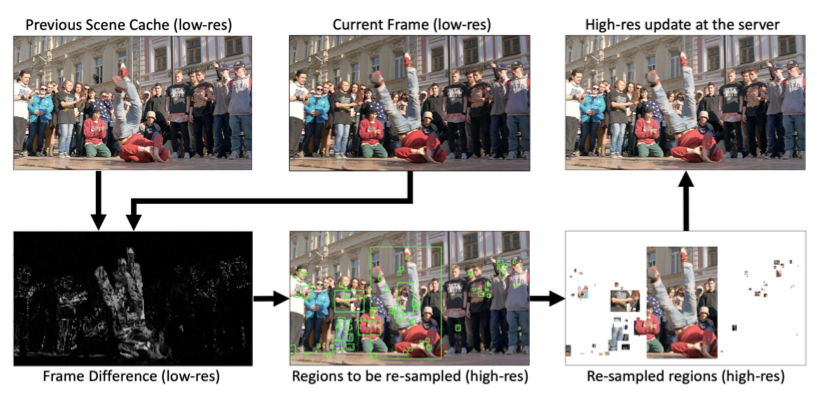 Previous Scene Cache (low-res)
Current Frame (low-res)
High-res update at the server
Frame Difference (low-res)
Regions to be re-sampled (high-res)
Re-sampled regions (high-res)